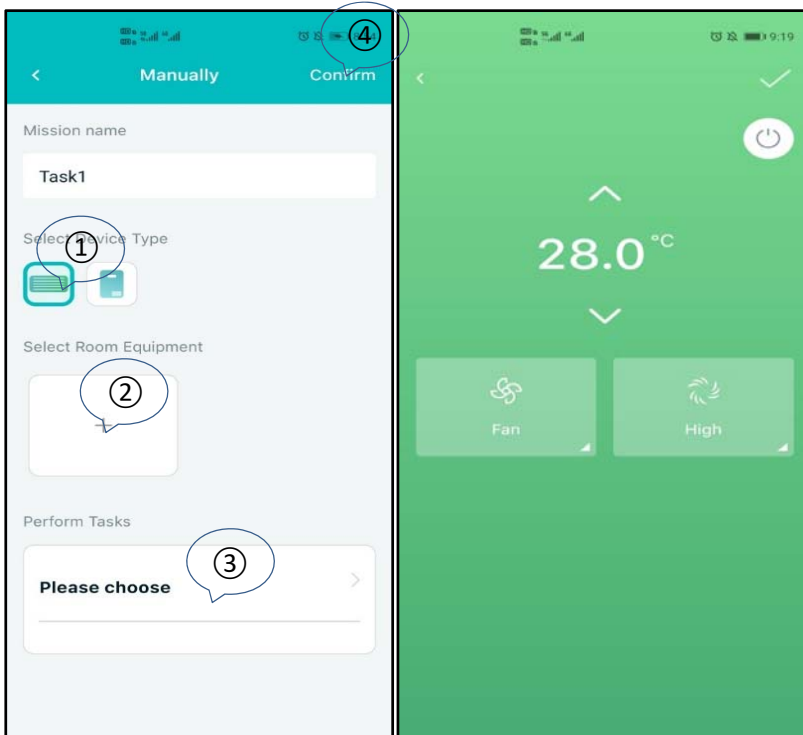 ④
Manually
Confirm
Mission name
Task1
Select Device Type
①
Select Room Equipment
②
+
Perform Tasks
③
Please choose
9:19
28.0 °C
Fan
High